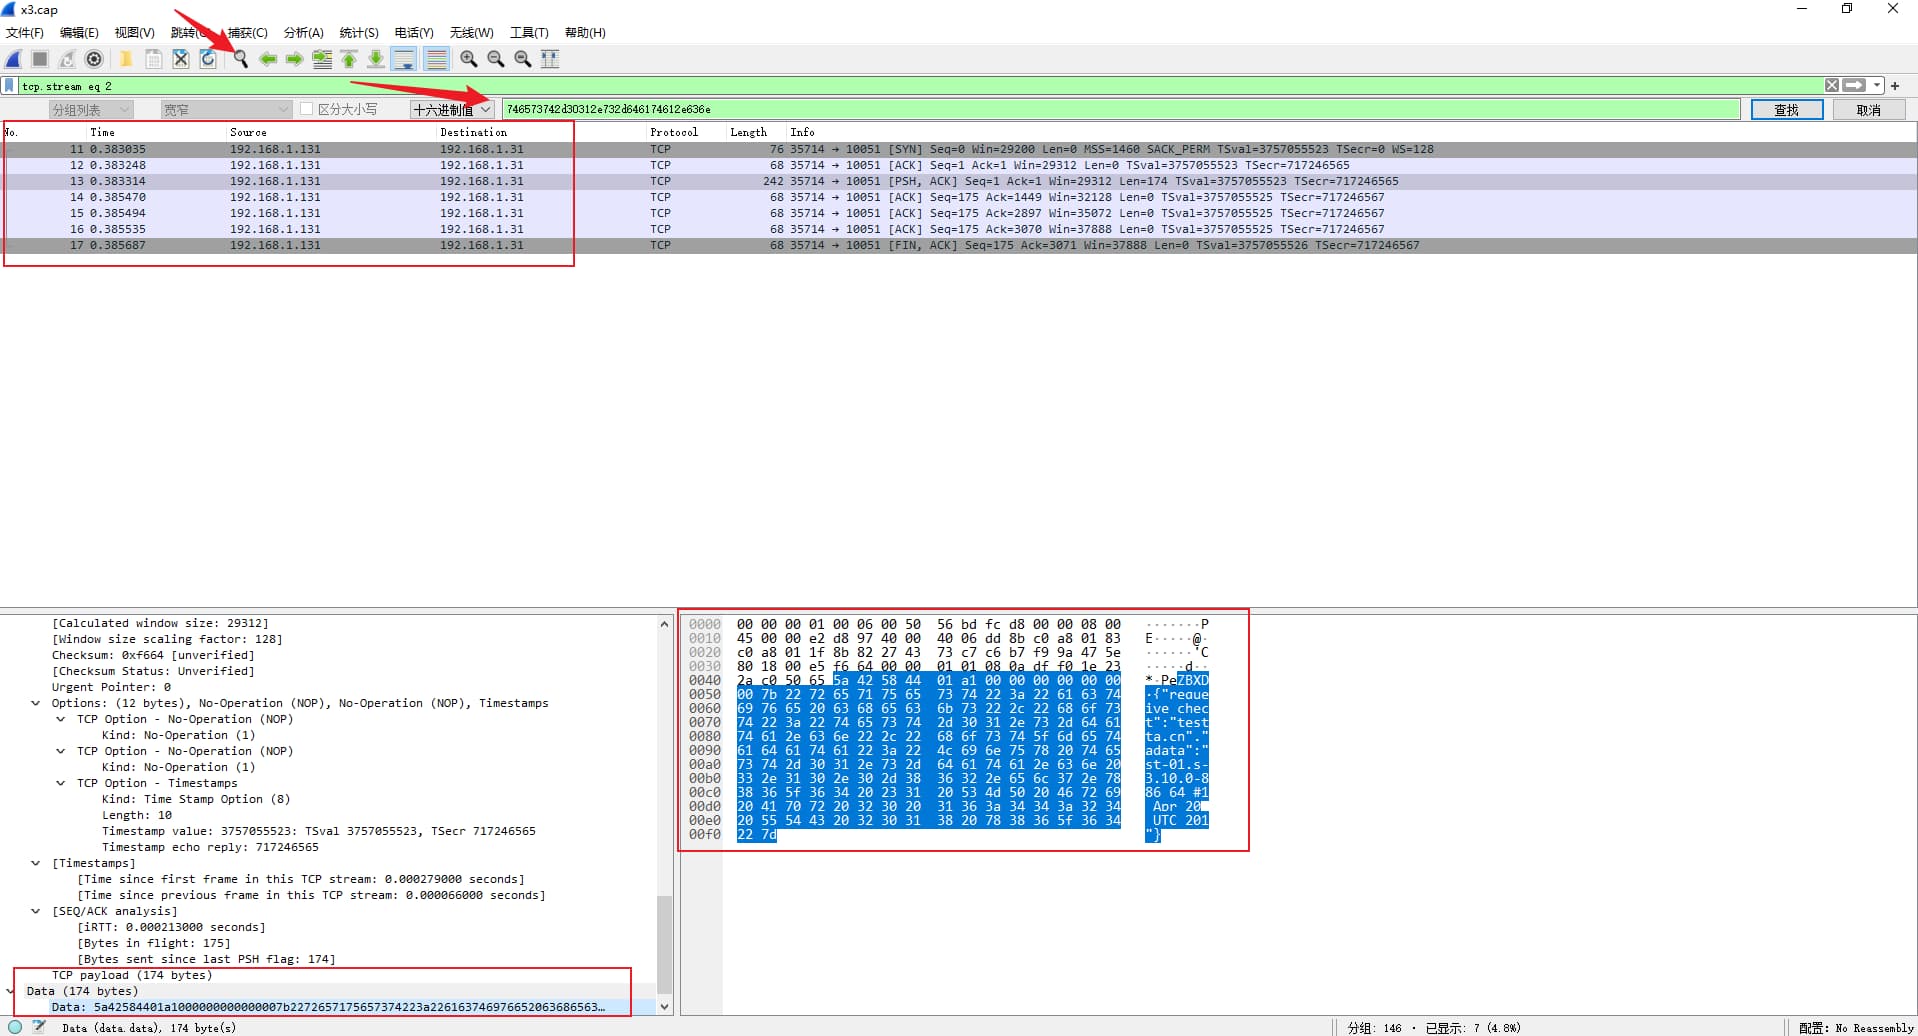 x3.cap
文件(F) 编辑(E) 视图(V) 跳转(G) 捕获(C) 分析(A) 统计(S) 电话(Y) 无线(W) 工具(T) 帮助(H)
tcp.stream eq 2
分组列表 宽窄 区分大小写 十六进制值 746573742d30312e732d646174612e636e 查找 取消
No. Time Source Destination Protocol Length Info
11 0.383035 192.168.1.131 192.168.1.31 TCP 76 35714 → 10051 [SYN] Seq=0 Win=29200 Len=0 MSS=1460 SACK_PERM TSval=3757055523 TSecr=0 WS=128
12 0.383248 192.168.1.131 192.168.1.31 TCP 68 35714 → 10051 [ACK] Seq=1 Ack=1 Win=29312 Len=0 TSval=3757055523 TSecr=717246565
13 0.383314 192.168.1.131 192.168.1.31 TCP 242 35714 → 10051 [PSH, ACK] Seq=1 Ack=1 Win=29312 Len=174 TSval=3757055523 TSecr=717246565
14 0.385470 192.168.1.131 192.168.1.31 TCP 68 35714 → 10051 [ACK] Seq=175 Ack=1449 Win=32128 Len=0 TSval=3757055525 TSecr=717246567
15 0.385494 192.168.1.131 192.168.1.31 TCP 68 35714 → 10051 [ACK] Seq=175 Ack=2897 Win=35072 Len=0 TSval=3757055525 TSecr=717246567
16 0.385535 192.168.1.131 192.168.1.31 TCP 68 35714 → 10051 [ACK] Seq=175 Ack=3070 Win=37888 Len=0 TSval=3757055525 TSecr=717246567
17 0.385687 192.168.1.131 192.168.1.31 TCP 68 35714 → 10051 [FIN, ACK] Seq=175 Ack=3071 Win=37888 Len=0 TSval=3757055526 TSecr=717246567
[Calculated window size: 29312]
[Window size scaling factor: 128]
Checksum: 0xf664 [unverified]
[Checksum Status: Unverified]
Urgent Pointer: 0
Options: (12 bytes), No-Operation (NOP), No-Operation (NOP), Timestamps
TCP Option - No-Operation (NOP)
Kind: No-Operation (1)
TCP Option - No-Operation (NOP)
Kind: No-Operation (1)
TCP Option - Timestamps
Kind: Time Stamp Option (8)
Length: 10
Timestamp value: 3757055523: TSval 3757055523, TSecr 717246565
Timestamp echo reply: 717246565
[Timestamps]
[Time since first frame in this TCP stream: 0.000279000 seconds]
[Time since previous frame in this TCP stream: 0.000066000 seconds]
[SEQ/ACK analysis]
[iRTT: 0.000213000 seconds]
[Bytes in flight: 175]
[Bytes sent since last PSH flag: 174]
TCP payload (174 bytes)
Data (174 bytes)
Data: 5a42584401a1000000000000007b2272657175657374223a2261637469766520636865​63…
0000 00 00 00 01 00 06 00 50 56 bd fc d8 00 00 08 00 ·······P
0010 45 00 00 e2 d8 97 40 00 40 06 dd 8b c0 a8 01 83 E·····@·
0020 c0 a8 01 1f 8b 82 27 43 73 c7 c6 b7 f9 9a 47 5e ······'C
0030 80 18 00 e5 f6 64 00 00 01 01 08 0a df f0 1e 23 ·····d··
0040 2a c0 50 65 5a 42 58 44 01 a1 00 00 00 00 00 00 *·PeZBXD
0050 00 7b 22 72 65 71 75 65 73 74 22 3a 22 61 63 74 ·{"reque
0060 69 76 65 20 63 68 65 63 6b 73 22 2c 22 68 6f 73 ive chec
0070 74 22 3a 22 74 65 73 74 2d 30 31 2e 73 2d 64 61 t":"test
0080 74 61 2e 63 6e 22 2c 22 68 6f 73 74 5f 6d 65 74 ta.cn","
0090 61 64 61 74 61 22 3a 22 4c 69 6e 75 78 20 74 65 adata":"
00a0 73 74 2d 30 31 2e 73 2d 64 61 74 61 2e 63 6e 20 st-01.s-
00b0 33 2e 31 30 2e 30 2d 38 36 32 2e 65 6c 37 2e 78 3.10.0-8
00c0 38 36 5f 36 34 20 23 31 20 53 4d 50 20 46 72 69 86_64 #1
00d0 20 41 70 72 20 32 30 20 31 36 3a 34 34 3a 32 34 Apr 20
00e0 20 55 54 43 20 32 30 31 38 20 78 38 36 5f 36 34 UTC 201
00f0 22 7d "}
Data (data.data), 174 byte(s)
分组: 146 · 已显示: 7 (4.8%)
配置: No Reassembly